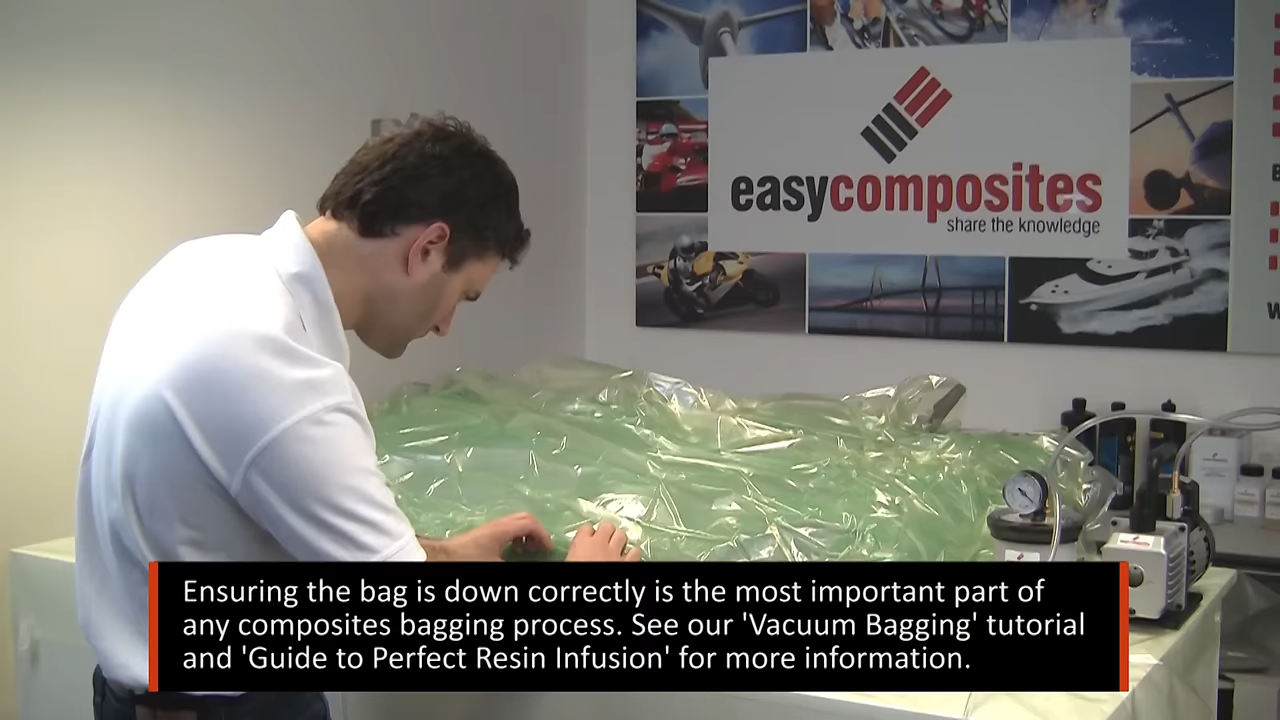 easycomposites
share the knowledge
Ensuring the bag is down correctly is the most important part of
any composites bagging process. See our 'Vacuum Bagging' tutorial
and 'Guide to Perfect Resin Infusion' for more information.